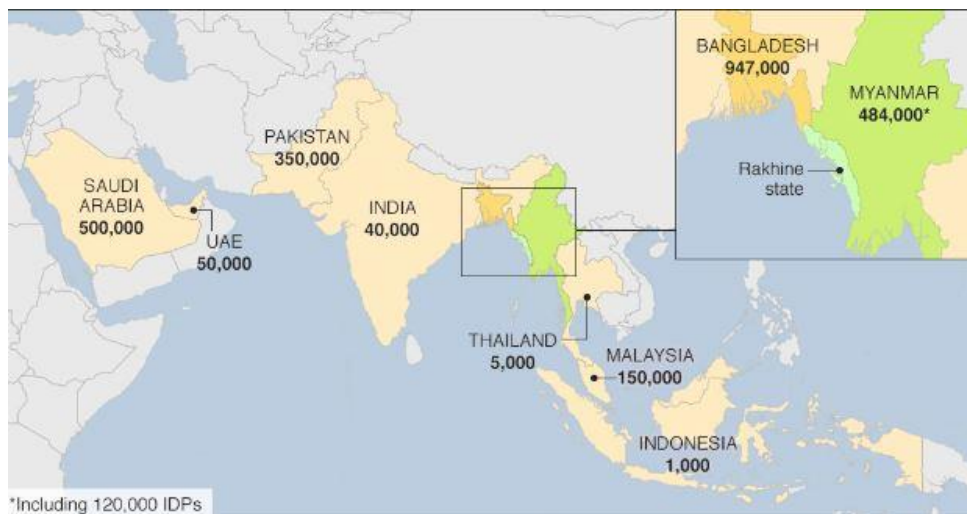 BANGLADESH
947,000
MYANMAR
484,000*
Rakhine
state
PAKISTAN
350,000
SAUDI
ARABIA
500,000
UAE
50,000
INDIA
40,000
THAILAND
5,000
MALAYSIA
150,000
INDONESIA
1,000
*Including 120,000 IDPs